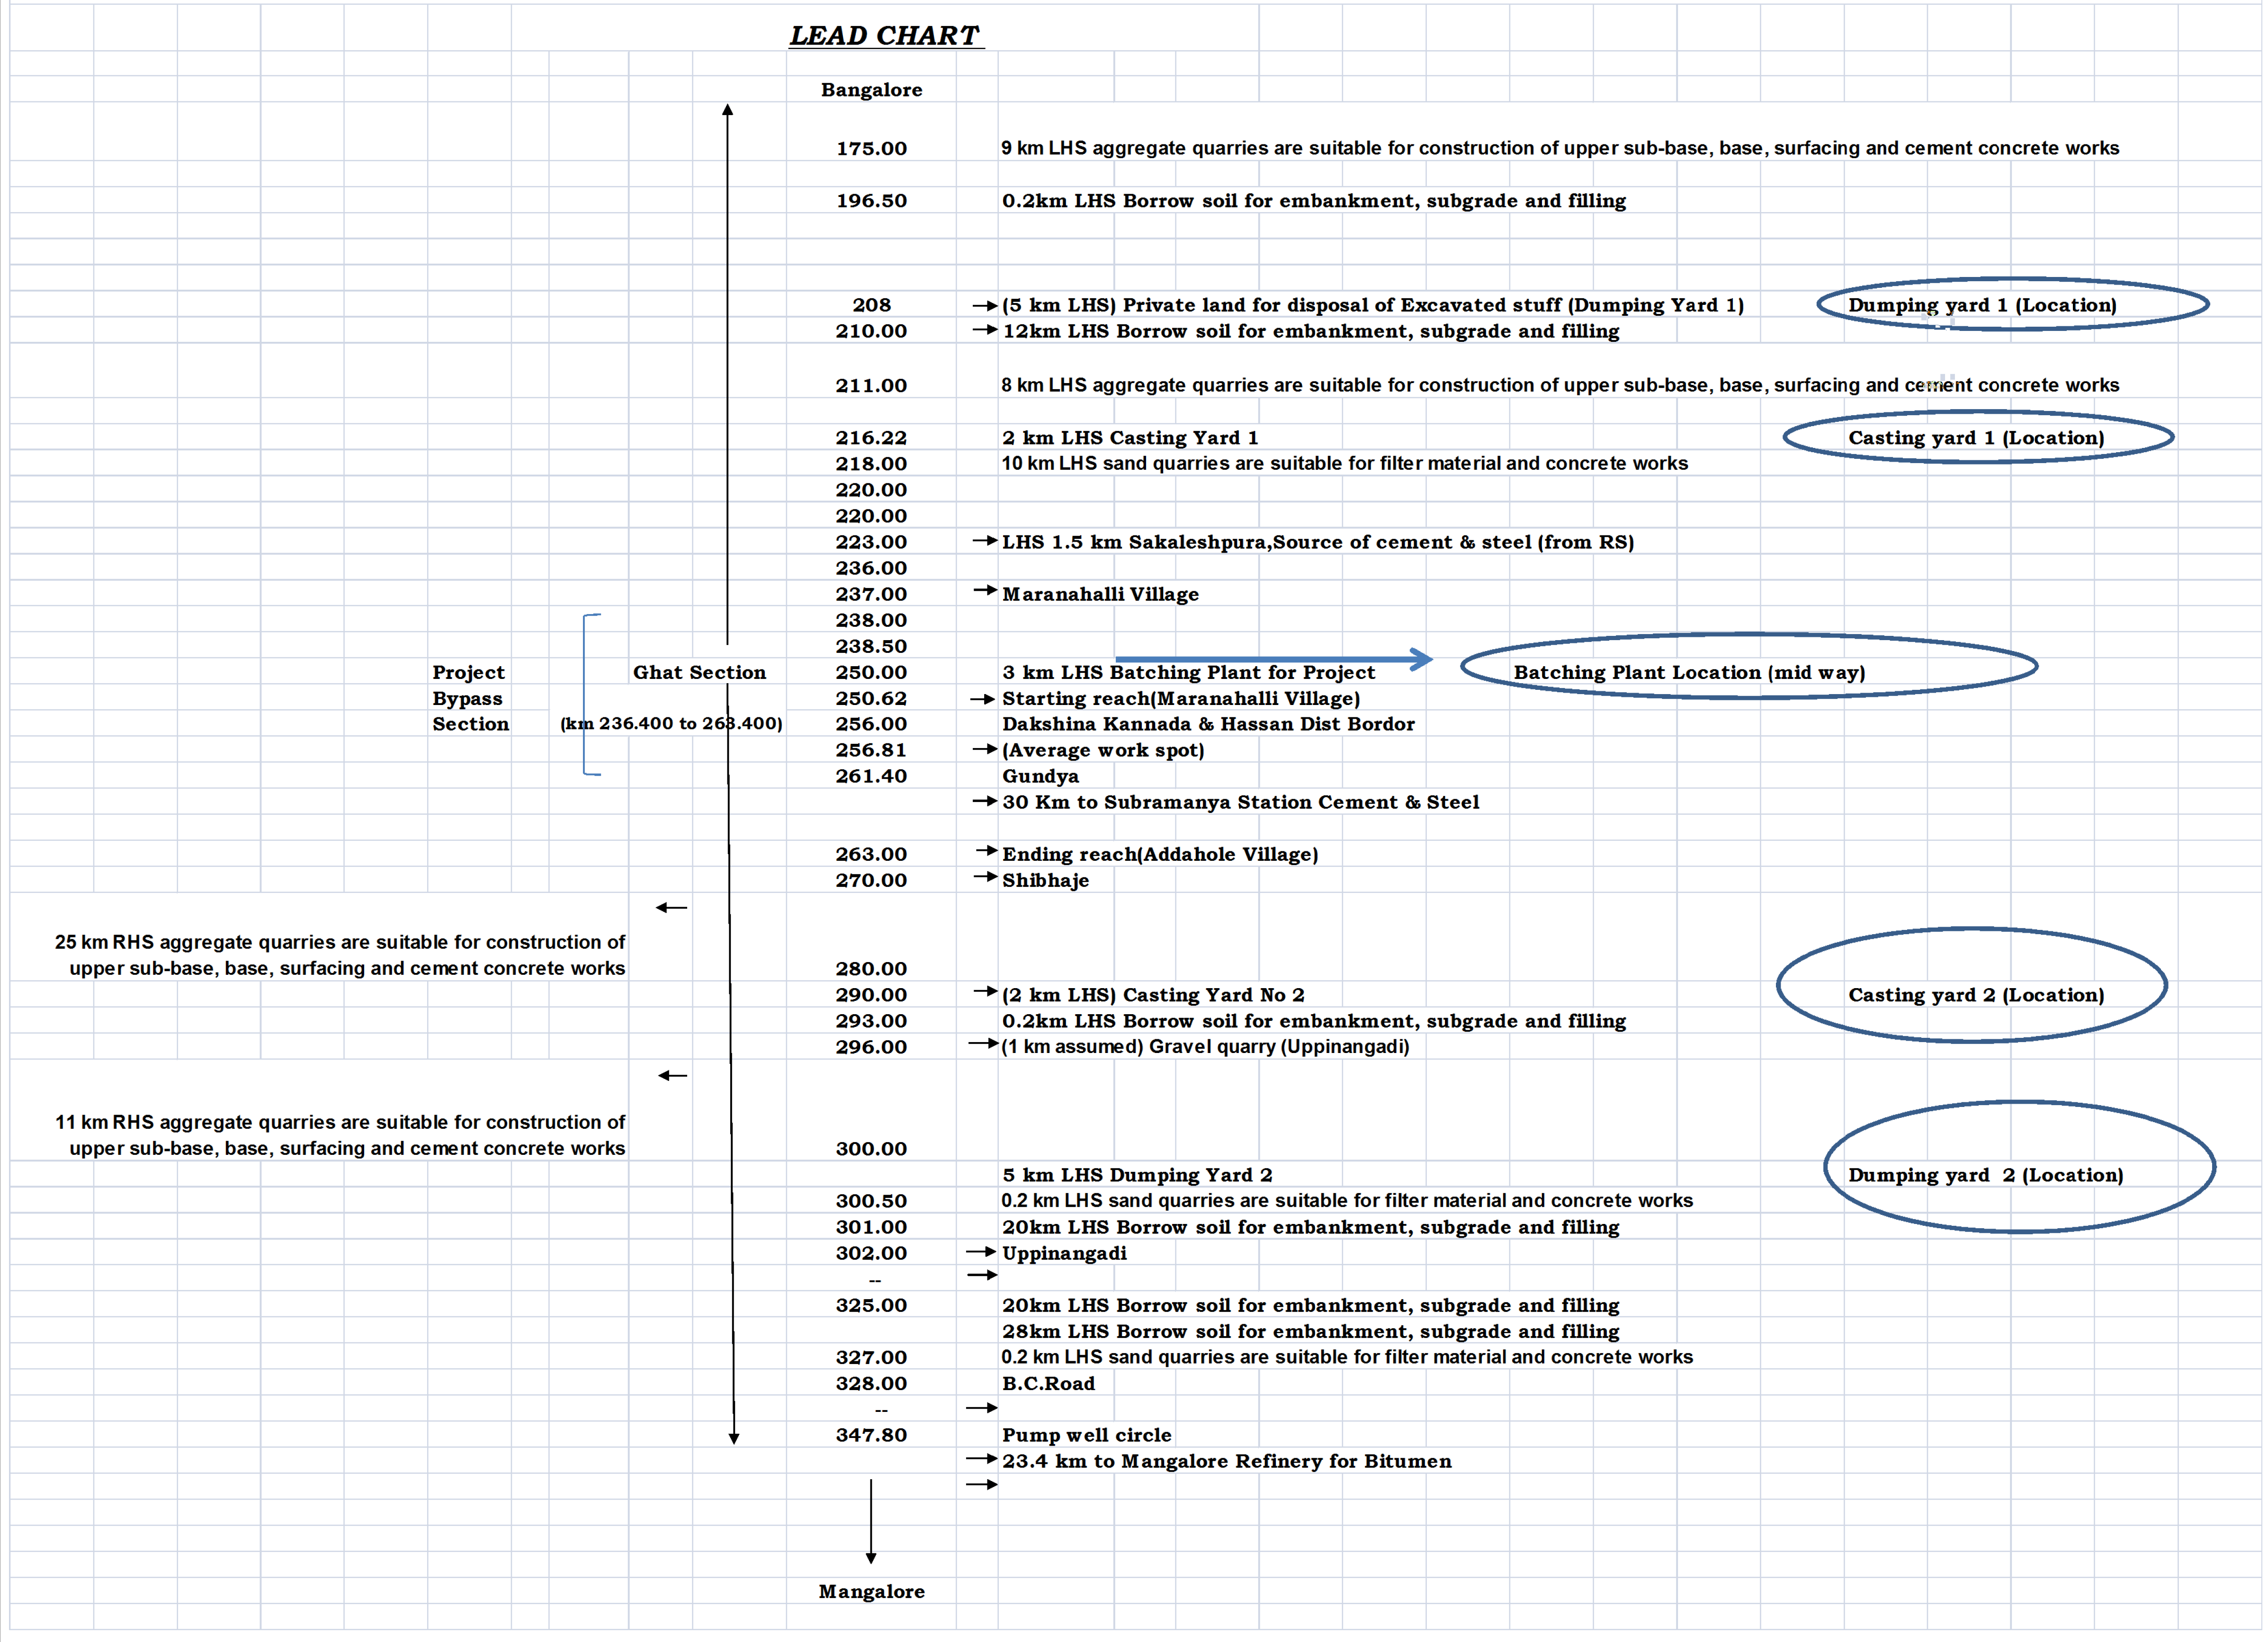 LEAD CHART
Bangalore
175.00 9 km LHS aggregate quarries are suitable for construction of upper sub-base, base, surfacing and cement concrete works
196.50 0.2km LHS Borrow soil for embankment, subgrade and filling
208 (5 km LHS) Private land for disposal of Excavated stuff (Dumping Yard 1) Dumping yard 1 (Location)
210.00 12km LHS Borrow soil for embankment, subgrade and filling
211.00 8 km LHS aggregate quarries are suitable for construction of upper sub-base, base, surfacing and cement concrete works
216.22 2 km LHS Casting Yard 1 Casting yard 1 (Location)
218.00 10 km LHS sand quarries are suitable for filter material and concrete works
220.00
220.00
223.00 LHS 1.5 km Sakaleshpura,Source of cement & steel (from RS)
236.00
237.00 Maranahalli Village
238.00
238.50
Project Ghat Section 250.00 3 km LHS Batching Plant for Project Batching Plant Location (mid way)
Bypass 250.62 Starting reach(Maranahalli Village)
Section (km 236.400 to 263.400) 256.00 Dakshina Kannada & Hassan Dist Bordor
256.81 (Average work spot)
261.40 Gundya
30 Km to Subramanya Station Cement & Steel
263.00 Ending reach(Addahole Village)
270.00 Shibhaje
25 km RHS aggregate quarries are suitable for construction of
upper sub-base, base, surfacing and cement concrete works 280.00
290.00 (2 km LHS) Casting Yard No 2 Casting yard 2 (Location)
293.00 0.2km LHS Borrow soil for embankment, subgrade and filling
296.00 (1 km assumed) Gravel quarry (Uppinangadi)
11 km RHS aggregate quarries are suitable for construction of
upper sub-base, base, surfacing and cement concrete works 300.00
5 km LHS Dumping Yard 2 Dumping yard 2 (Location)
300.50 0.2 km LHS sand quarries are suitable for filter material and concrete works
301.00 20km LHS Borrow soil for embankment, subgrade and filling
302.00 Uppinangadi
--
325.00 20km LHS Borrow soil for embankment, subgrade and filling
28km LHS Borrow soil for embankment, subgrade and filling
327.00 0.2 km LHS sand quarries are suitable for filter material and concrete works
328.00 B.C.Road
--
347.80 Pump well circle
23.4 km to Mangalore Refinery for Bitumen
Mangalore